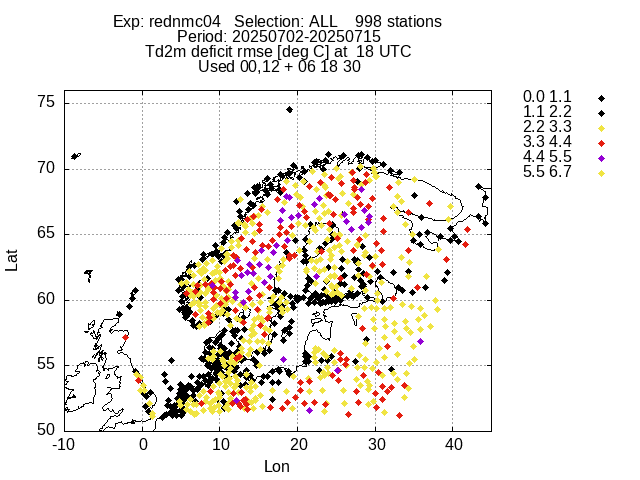 Exp: rednmc04   Selection: ALL    998 stations
Period: 20250702-20250715
Td2m deficit rmse [deg C] at  18 UTC
Used 00,12 + 06 18 30
0.0 1.1
1.1 2.2
2.2 3.3
3.3 4.4
4.4 5.5
5.5 6.7
75
70
65
60
55
50
Lat
-10 0 10 20 30 40
Lon